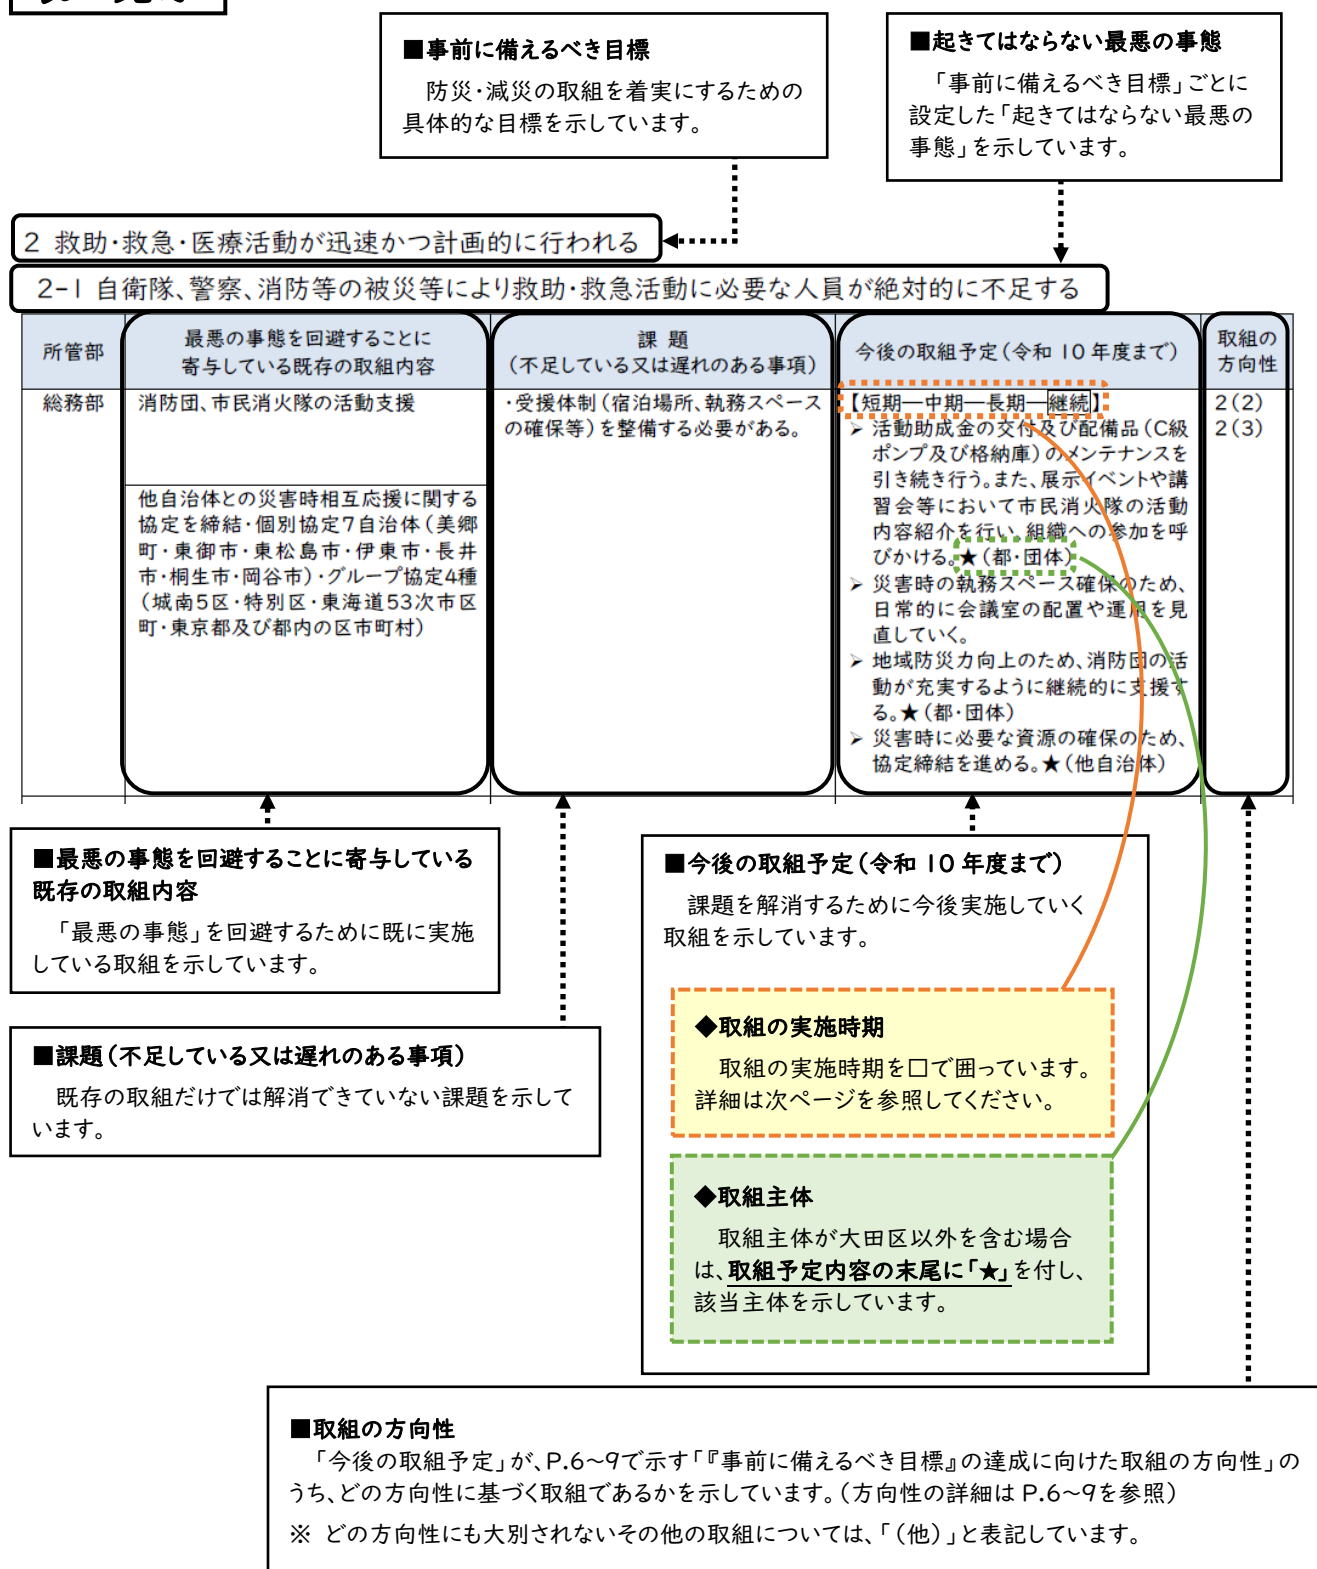 ■事前に備えるべき目標
防災・減災の取組を着実にするための
具体的な目標を示しています。
■起きてはならない最悪の事態
「事前に備えるべき目標」ごとに
設定した「起きてはならない最悪の
事態」を示しています。
2 救助・救急・医療活動が迅速かつ計画的に行われる
2-1 自衛隊、警察、消防等の被災等により救助・救急活動に必要な人員が絶対的に不足する
所管部
最悪の事態を回避することに
寄与している既存の取組内容
課 題
(不足している又は遅れのある事項)
今後の取組予定(令和 10 年度まで)
取組の
方向性
総務部
消防団、市民消火隊の活動支援
他自治体との災害時相互応援に関する
協定を締結・個別協定7自治体(美郷
町・東御市・東松島市・伊東市・長井
市・桐生市・岡谷市)・グループ協定4種
(城南5区・特別区・東海道53次市区
町・東京都及び都内の区市町村)
・受援体制(宿泊場所、執務スペース
の確保等)を整備する必要がある。
【短期―中期―長期―継続】
➢ 活動助成金の交付及び配備品(C級
ポンプ及び格納庫)のメンテナンスを
引き続き行う。また、展示イベントや講
習会等において市民消火隊の活動
内容紹介を行い、組織への参加を呼
びかける。★(都・団体)
➢ 災害時の執務スペース確保のため、
日常的に会議室の配置や運用を見
直していく。
➢ 地域防災力向上のため、消防団の活
動が充実するように継続的に支援す
る。★(都・団体)
➢ 災害時に必要な資源の確保のため、
協定締結を進める。★(他自治体)
2(2)
2(3)
■最悪の事態を回避することに寄与している
既存の取組内容
「最悪の事態」を回避するために既に実施
している取組を示しています。
■課題(不足している又は遅れのある事項)
既存の取組だけでは解消できていない課題を示して
います。
■今後の取組予定(令和 10 年度まで)
課題を解消するために今後実施していく
取組を示しています。
◆取組の実施時期
取組の実施時期を□で囲っています。
詳細は次ページを参照してください。
◆取組主体
取組主体が大田区以外を含む場合
は、取組予定内容の末尾に「★」を付し、
該当主体を示しています。
■取組の方向性
「今後の取組予定」が、P.6～9で示す「『事前に備えるべき目標』の達成に向けた取組の方向性」の
うち、どの方向性に基づく取組であるかを示しています。(方向性の詳細は P.6～9を参照)
※ どの方向性にも大別されないその他の取組については、「(他)」と表記しています。